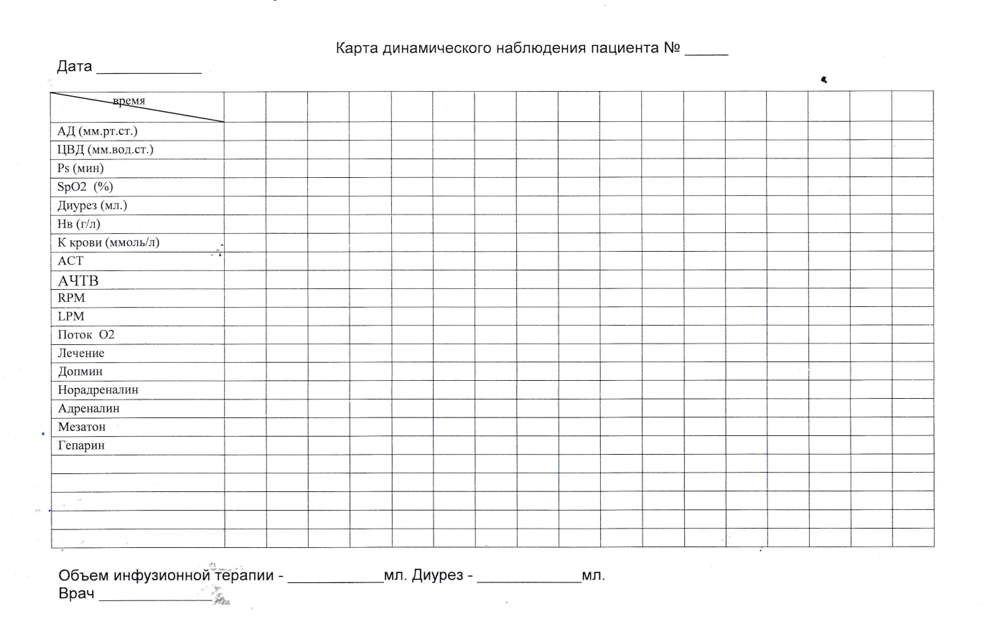 Карта динамического наблюдения пациента № _____
Дата ____________
время
АД (мм.рт.ст.)
ЦВД (мм.вод.ст.)
Ps (мин)
SpO2 (%)
Диурез (мл.)
Нв (г/л)
К крови (ммоль/л)
АСТ
АЧТВ
RPM
LPM
Поток О2
Лечение
Допмин
Норадреналин
Адреналин
Мезатон
Гепарин
Объем инфузионной терапии - ___________мл. Диурез - ____________мл.
Врач _____________